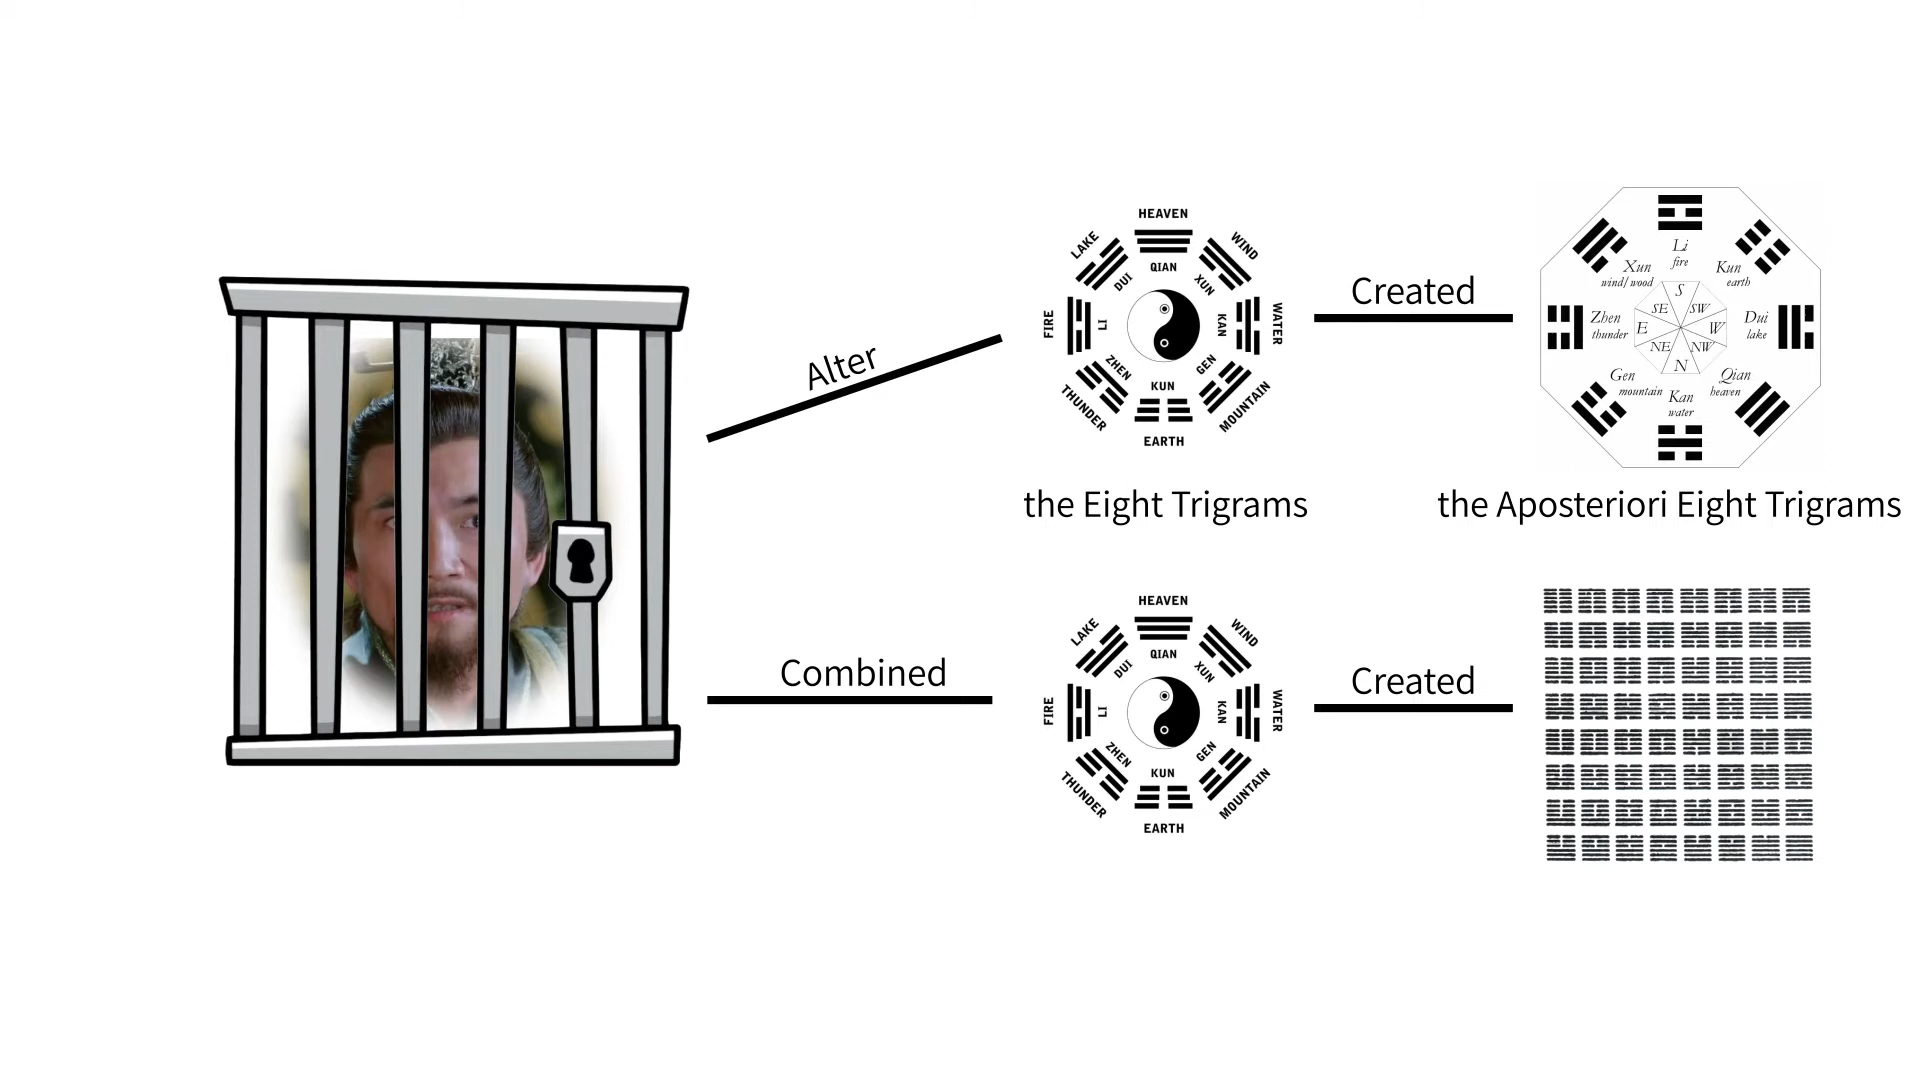 Alter
HEAVEN
LAKE
WIND
QIAN
DUI
XUN
FIRE
LI
KAN
WATER
ZHEN
GEN
KUN
THUNDER
MOUNTAIN
EARTH
the Eight Trigrams
Created
Li
fire
Xun
wind/wood
Kun
earth
S
SE
SW
Zhen
thunder
E
W
Dui
lake
NE
NW
N
Gen
mountain
Kan
water
Qian
heaven
the Aposteriori Eight Trigrams
Combined
HEAVEN
LAKE
WIND
QIAN
DUI
XUN
FIRE
LI
KAN
WATER
ZHEN
GEN
KUN
THUNDER
MOUNTAIN
EARTH
Created